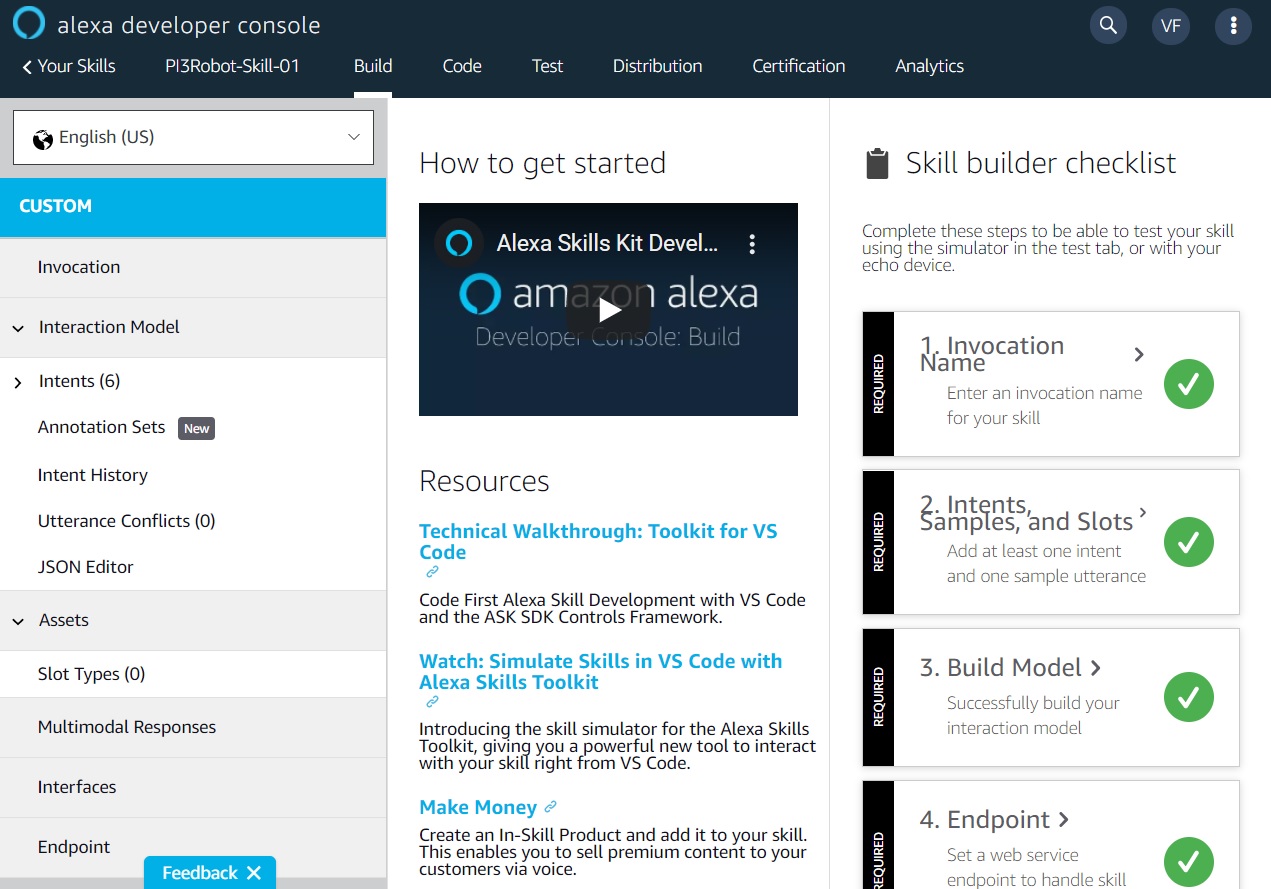 alexa developer console
VF
Your Skills
PI3Robot-Skill-01
Build
Code
Test
Distribution
Certification
Analytics
English (US)
CUSTOM
Invocation
Interaction Model
Intents (6)
Annotation Sets New
Intent History
Utterance Conflicts (0)
JSON Editor
Assets
Slot Types (0)
Multimodal Responses
Interfaces
Endpoint
Feedback
How to get started
Alexa Skills Kit Devel...
amazon alexa
Developer Console: Build
Resources
Technical Walkthrough: Toolkit for VS
Code
Code First Alexa Skill Development with VS Code
and the ASK SDK Controls Framework.
Watch: Simulate Skills in VS Code with
Alexa Skills Toolkit
Introducing the skill simulator for the Alexa Skills
Toolkit, giving you a powerful new tool to interact
with your skill right from VS Code.
Make Money
Create an In-Skill Product and add it to your skill.
This enables you to sell premium content to your
customers via voice.
Skill builder checklist
Complete these steps to be able to test your skill
using the simulator in the test tab, or with your
echo device.
REQUIRED
1. Invocation
Name
Enter an invocation name
for your skill
REQUIRED
2. Intents,
Samples, and Slots
Add at least one intent
and one sample utterance
REQUIRED
3. Build Model
Successfully build your
interaction model
REQUIRED
4. Endpoint
Set a web service
endpoint to handle skill